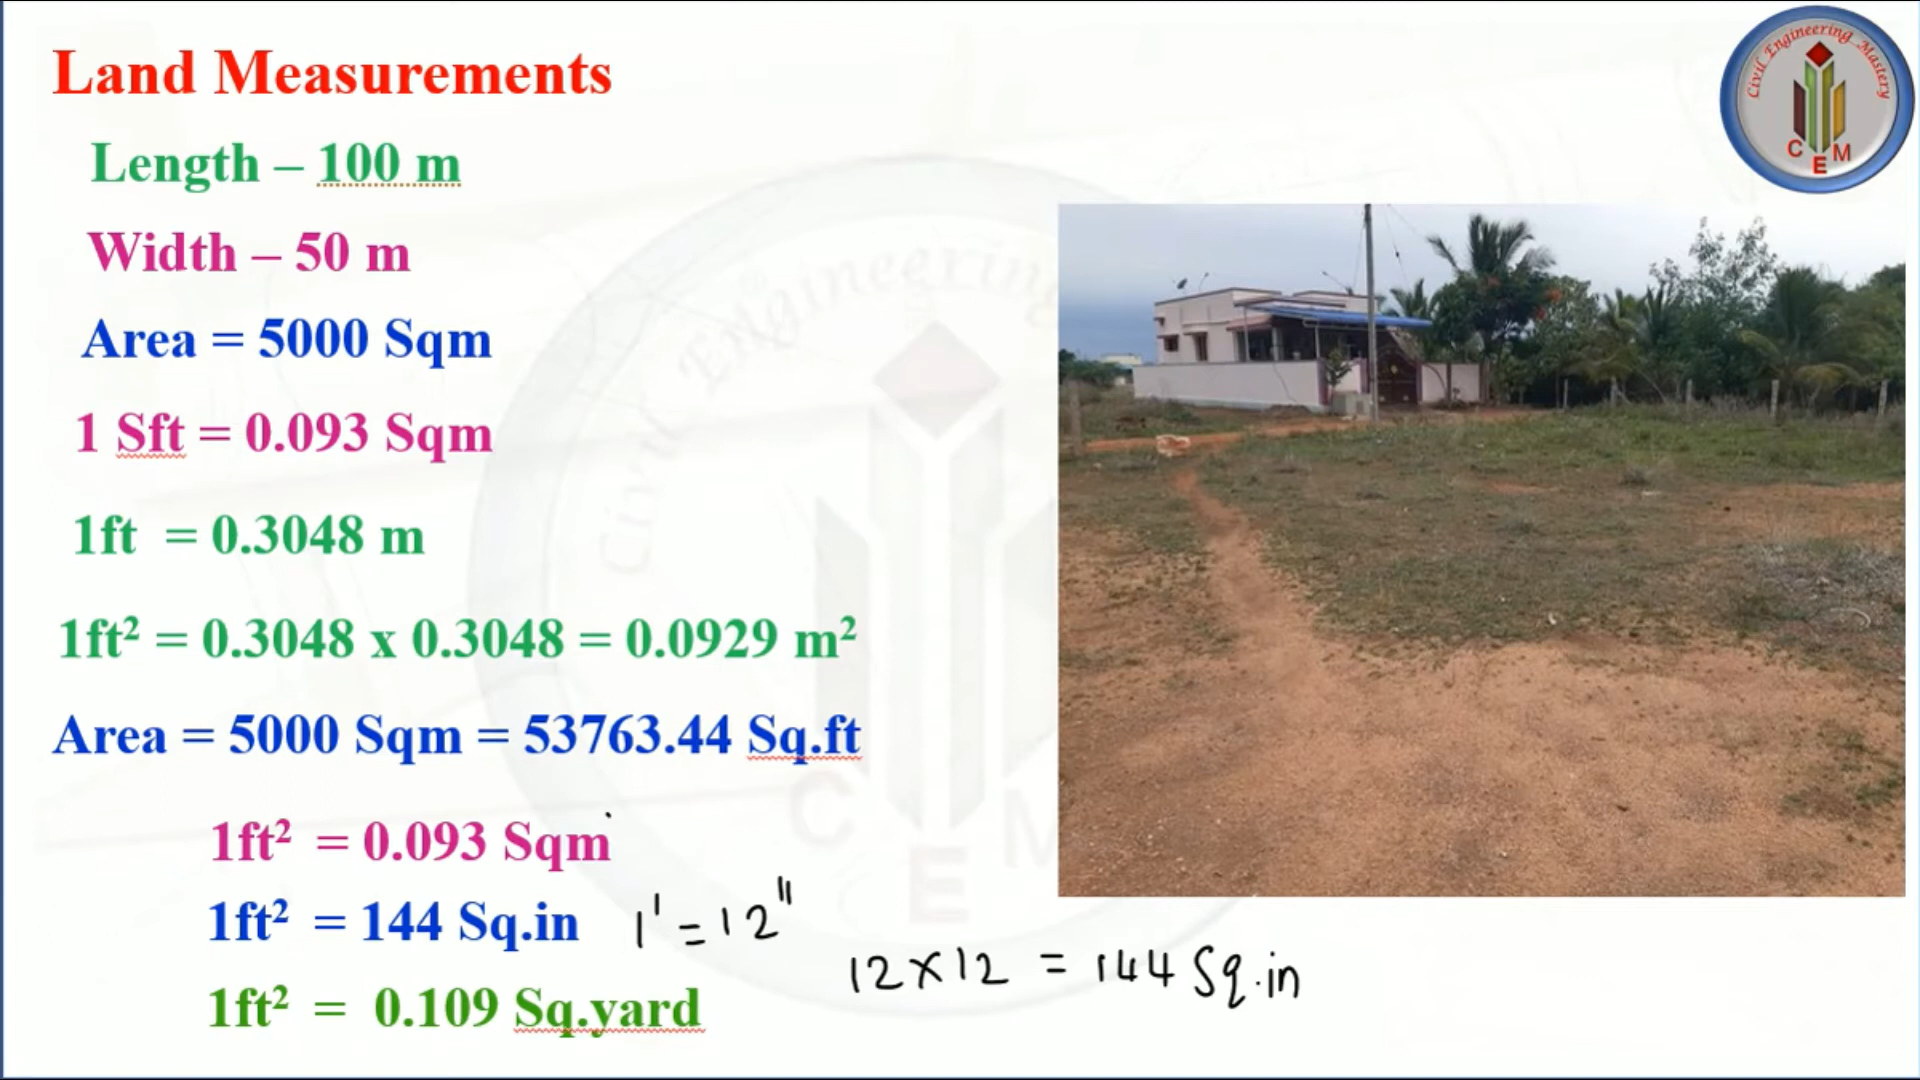 Land Measurements
Civil Engineering Mastery
C E M
Length – 100 m
Width – 50 m
Area = 5000 Sqm
1 Sft = 0.093 Sqm
1ft = 0.3048 m
1ft² = 0.3048 x 0.3048 = 0.0929 m²
Area = 5000 Sqm = 53763.44 Sq.ft
1ft² = 0.093 Sqm
1ft² = 144 Sq.in 1' = 12"
12 x 12 = 144 Sq.in
1ft² = 0.109 Sq.yard
Civil Engineering
C E M